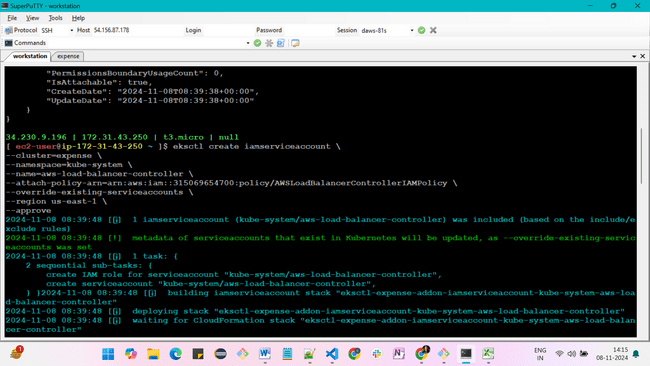 SuperPuTTY - workstation
File View Tools Help
Protocol SSH Host 54.156.87.178 Login Password Session daws-81s
Commands
workstation expense
"PermissionsBoundaryUsageCount": 0,
"IsAttachable": true,
"CreateDate": "2024-11-08T08:39:38+00:00",
"UpdateDate": "2024-11-08T08:39:38+00:00"
}
}
34.230.9.196 | 172.31.43.250 | t3.micro | null
[ ec2-user@ip-172-31-43-250 ~ ]$ eksctl create iamserviceaccount \
--cluster=expense \
--namespace=kube-system \
--name=aws-load-balancer-controller \
--attach-policy-arn=arn:aws:iam::315069654700:policy/AWSLoadBalancerControllerIAMPolicy \
--override-existing-serviceaccounts \
--region us-east-1 \
--approve
2024-11-08 08:39:48 [ℹ] 1 iamserviceaccount (kube-system/aws-load-balancer-controller) was included (based on the include/e
xclude rules)
2024-11-08 08:39:48 [!] metadata of serviceaccounts that exist in Kubernetes will be updated, as --override-existing-servic
eaccounts was set
2024-11-08 08:39:48 [ℹ] 1 task: {
2 sequential sub-tasks: {
create IAM role for serviceaccount "kube-system/aws-load-balancer-controller",
create serviceaccount "kube-system/aws-load-balancer-controller",
} }2024-11-08 08:39:48 [ℹ] building iamserviceaccount stack "eksctl-expense-addon-iamserviceaccount-kube-system-aws-loa
d-balancer-controller"
2024-11-08 08:39:48 [ℹ] deploying stack "eksctl-expense-addon-iamserviceaccount-kube-system-aws-load-balancer-controller"
2024-11-08 08:39:48 [ℹ] waiting for CloudFormation stack "eksctl-expense-addon-iamserviceaccount-kube-system-aws-load-balan
cer-controller"
ENG
IN
14:15
08-11-2024